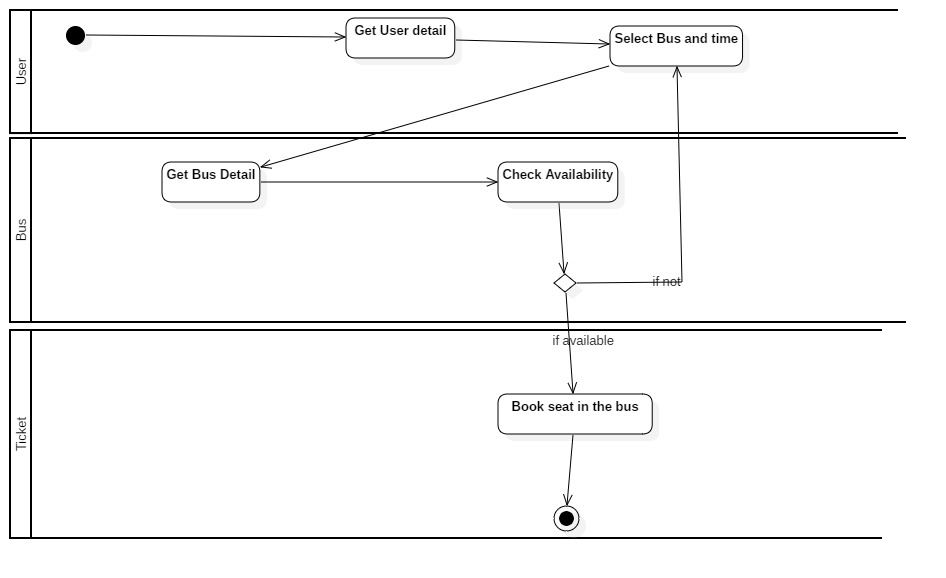 User
Get User detail
Select Bus and time
Bus
Get Bus Detail
Check Availability
if not
Ticket
if available
Book seat in the bus